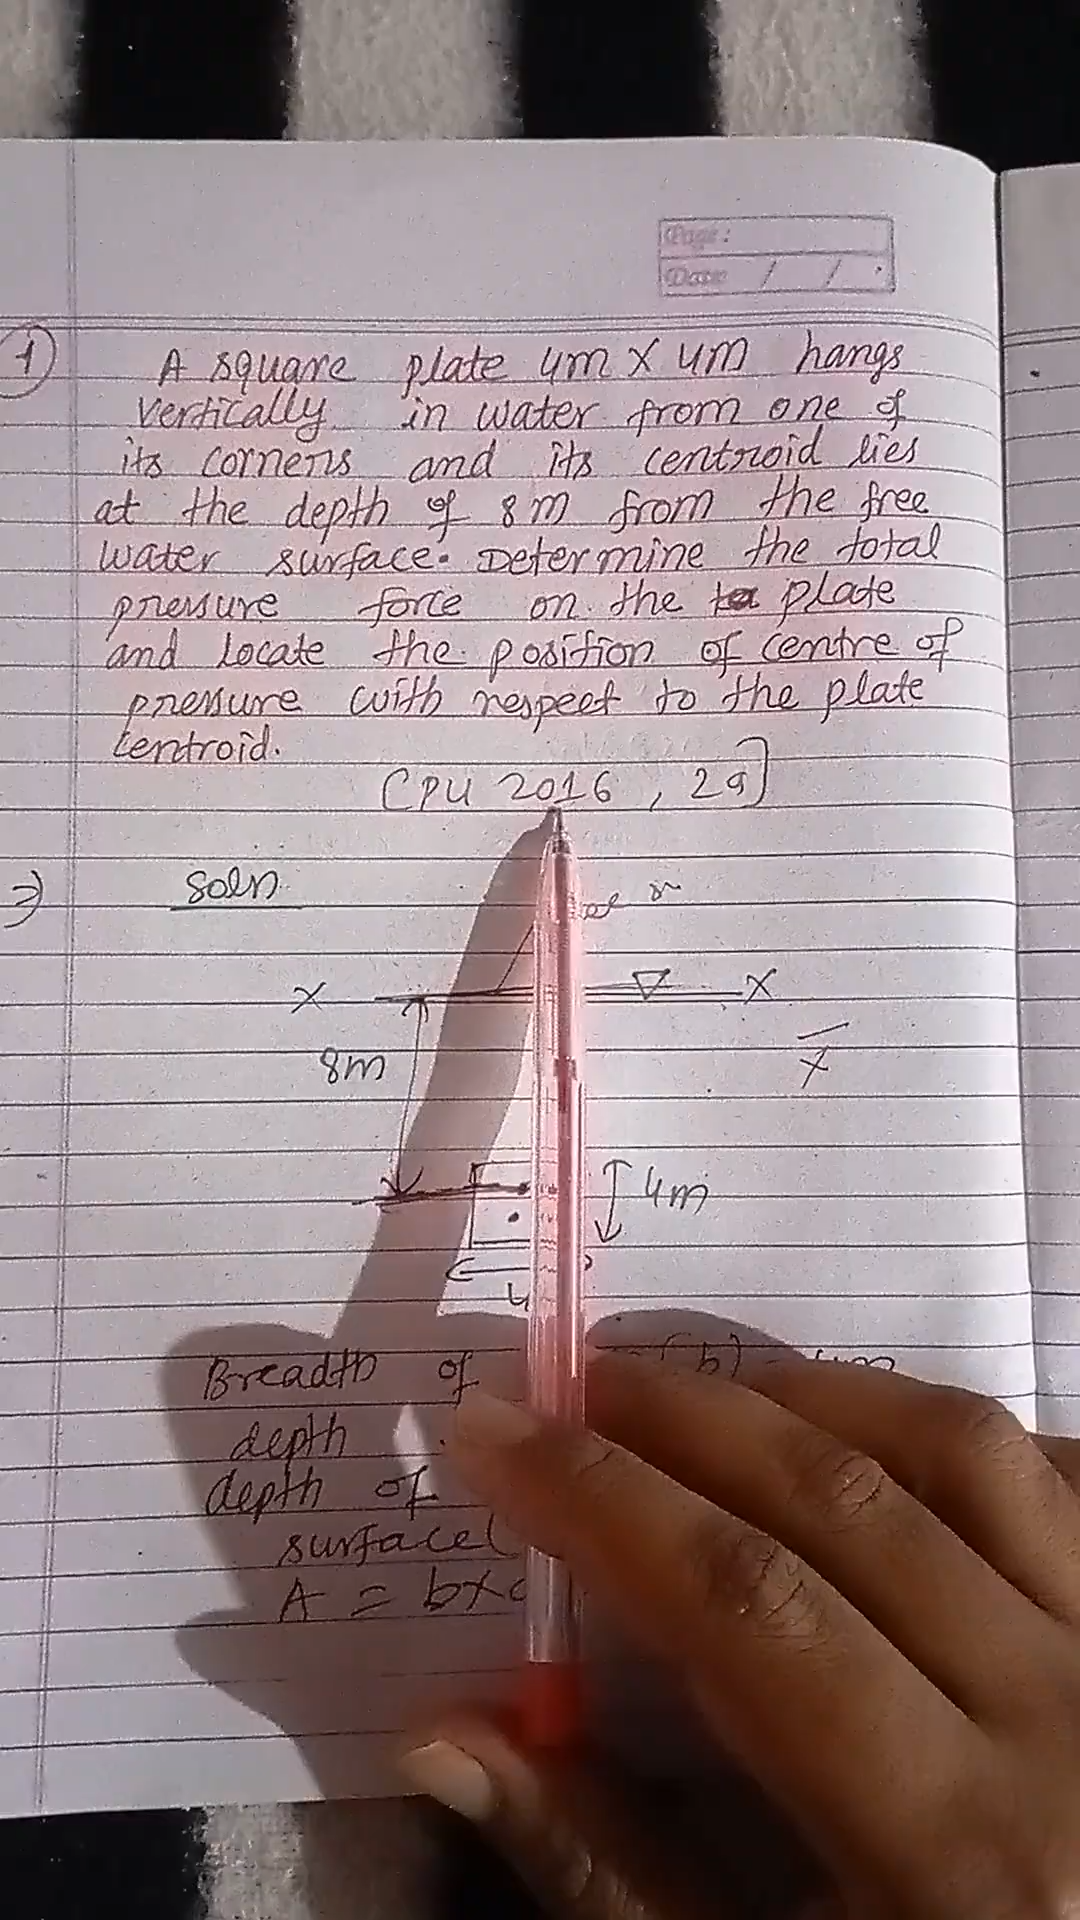 Page:
Date / /
1
A square plate 4m X 4m hangs
vertically in water from one of
its corners and its centroid lies
at the depth of 8m from the free
water surface. Determine the total
pressure force on the plate
and locate the position of centre of
pressure with respect to the plate
centroid.
[PU 2016, 2a]
⇒ soln
X X
8m x̄
4m
4
Breadth of (b) =
depth
depth of
surface(
A = b×